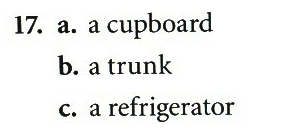 17. a. a cupboard
b. a trunk
c. a refrigerator